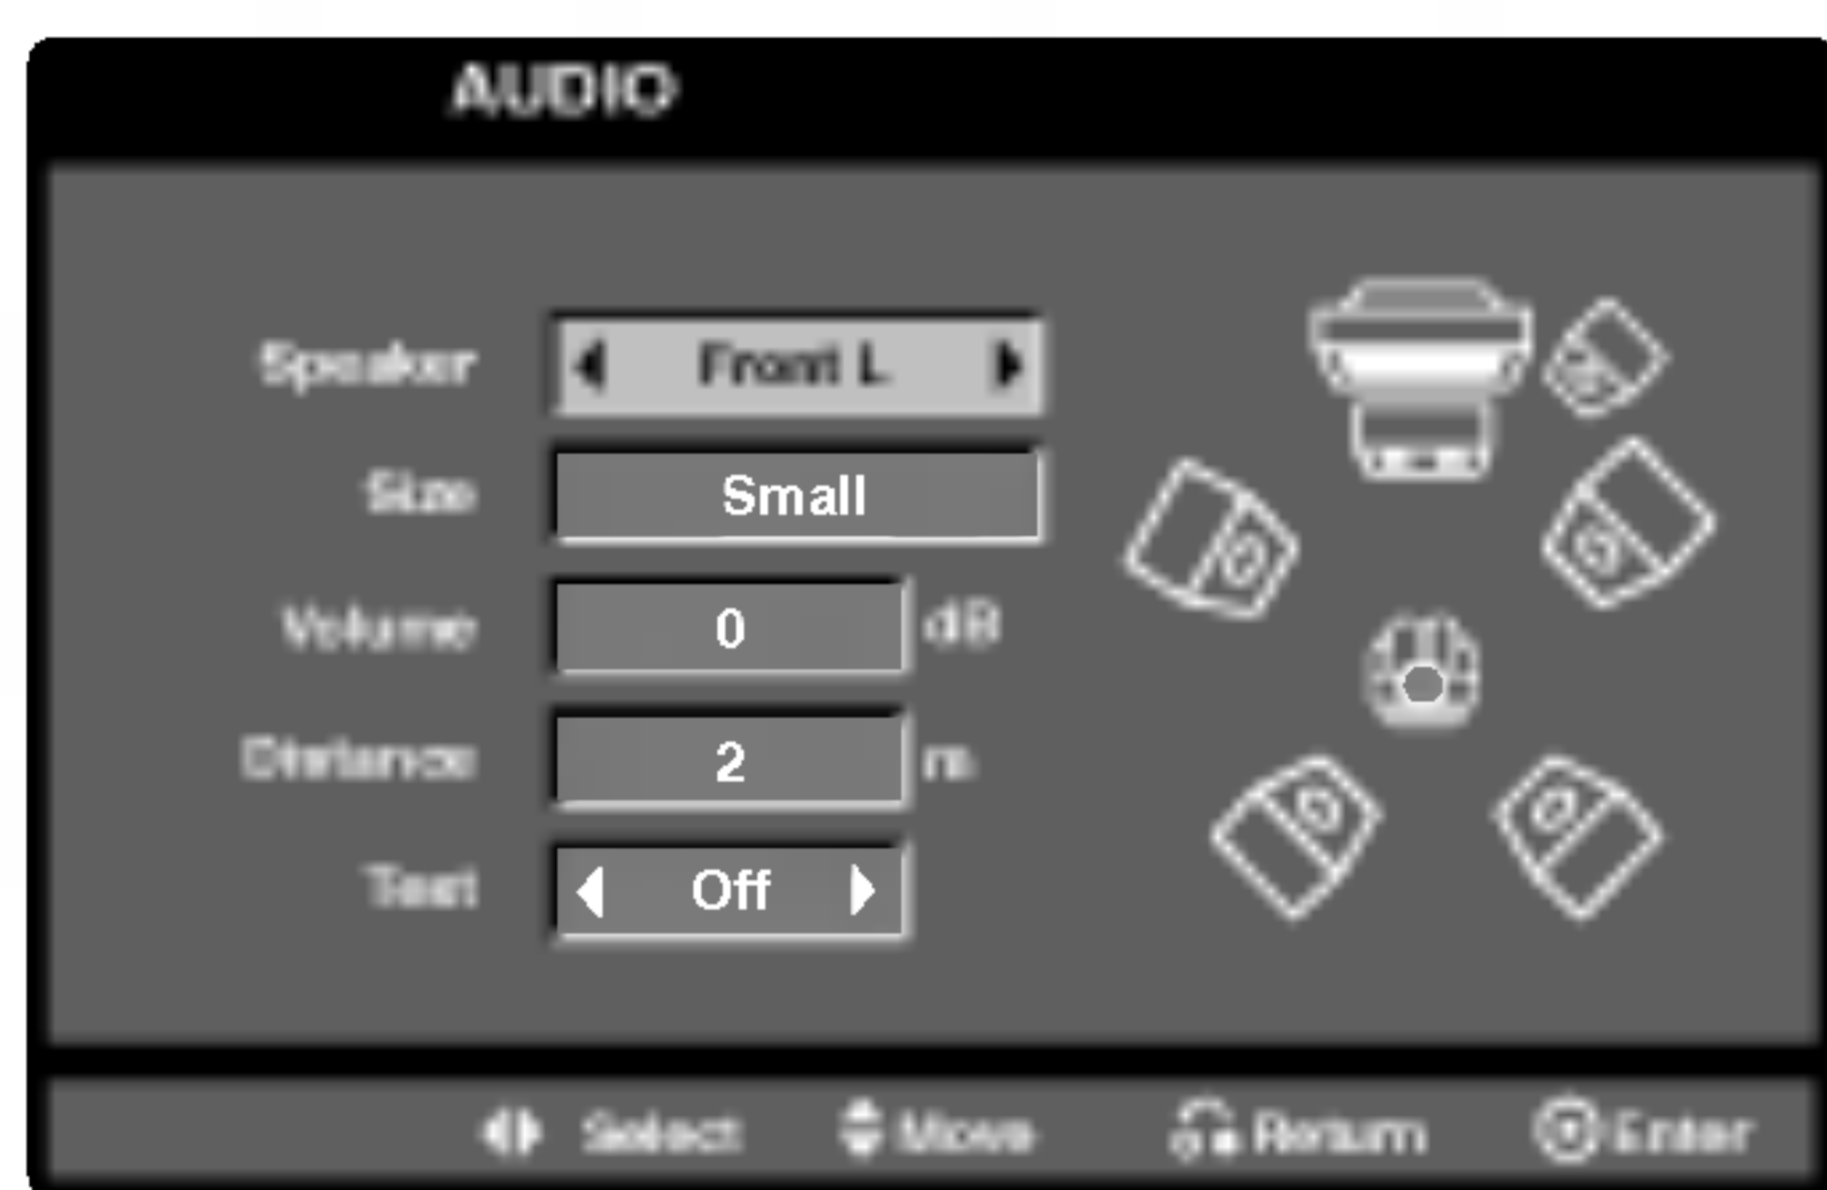 AUDIO
Speaker Front L
Size Small
Volume 0 dB
Distance 2 m
Test Off
Select Move Return Enter